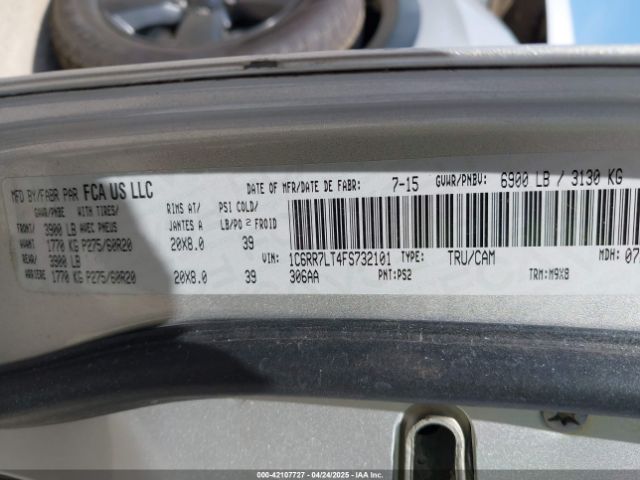 MFD BY/FABR PAR FCA US LLC
DATE OF MFR/DATE DE FABR: 7-15 GVWR/PNBV: 6900 LB / 3130 KG
GAWR/PNBE WITH TIRES/ RIMS AT/ PSI COLD/
AVEC PNEUS JANTES A LB/PO 2 FROID
FRONT/ 3900 LB
AVANT 1770 KG P275/60R20 20X8.0 39
REAR/ 3900 LB
ARRIERE 1770 KG P275/60R20 20X8.0 39
VIN: 1C6RR7LT4FS732101 TYPE: TRU/CAM MDH: 07
306AA PNT:PS2 TRM:M9X8
000-42107727 - 04/24/2025 - IAAI.COM